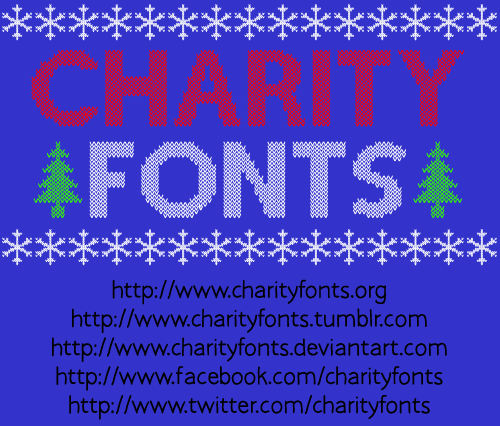 CHARITY
FONTS
http://www.charityfonts.org
http://www.charityfonts.tumblr.com
http://www.charityfonts.deviantart.com
http://www.facebook.com/charityfonts
http://www.twitter.com/charityfonts